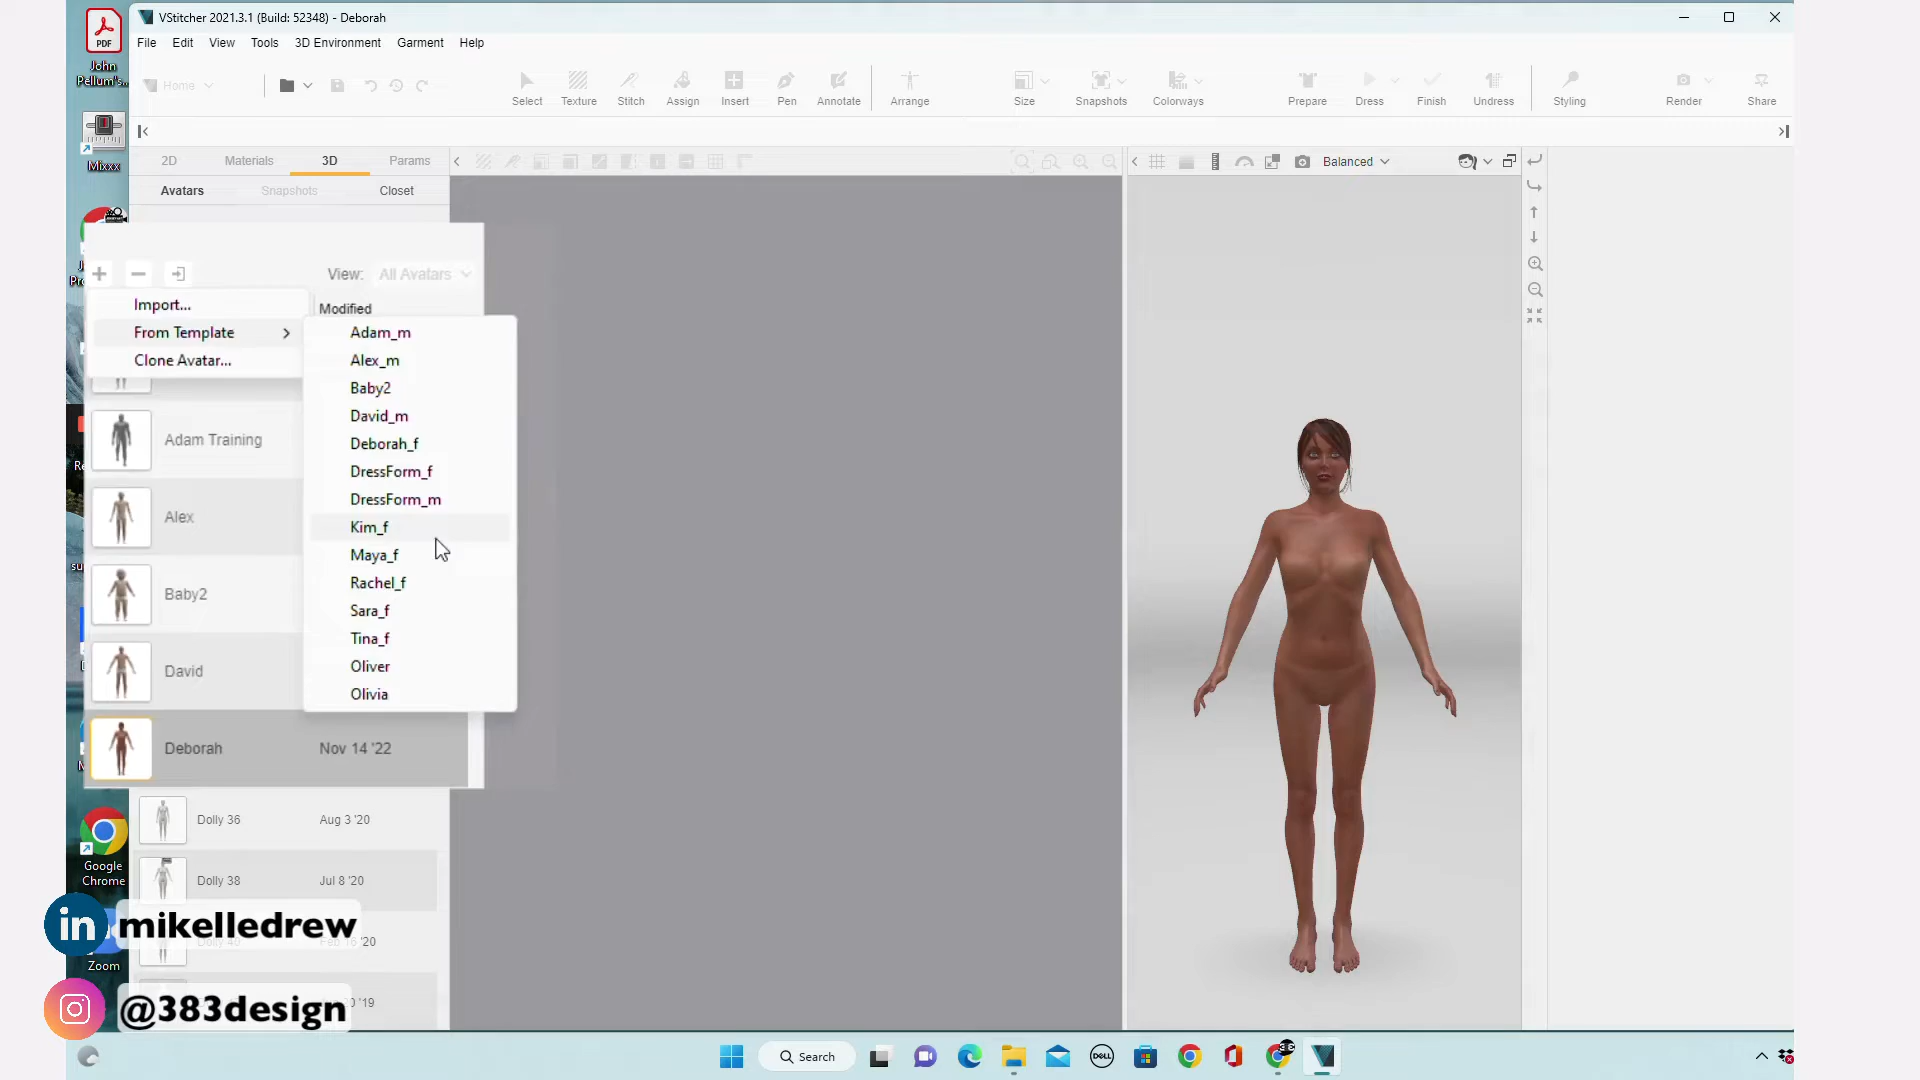 VStitcher 2021.3.1 (Build: 52348) - Deborah
File Edit View Tools 3D Environment Garment Help
Home
Select Texture Stitch Assign Insert Pen Annotate Arrange Size Snapshots Colorways Prepare Dress Finish Undress Styling Render Share
2D Materials 3D Params
Balanced
Avatars Snapshots Closet
View: All Avatars
Modified
Import...
From Template
Clone Avatar...
Adam_m
Alex_m
Baby2
David_m
Deborah_f
DressForm_f
DressForm_m
Kim_f
Maya_f
Rachel_f
Sara_f
Tina_f
Oliver
Olivia
Adam Training
Alex
Baby2
David
Deborah Nov 14 '22
Dolly 36 Aug 3 '20
Dolly 38 Jul 8 '20
Dolly 40
PDF
John
Pellum"s...
Mixxx
Google
Chrome
Zoom
in mikelledrew
@383design
Search
DELL